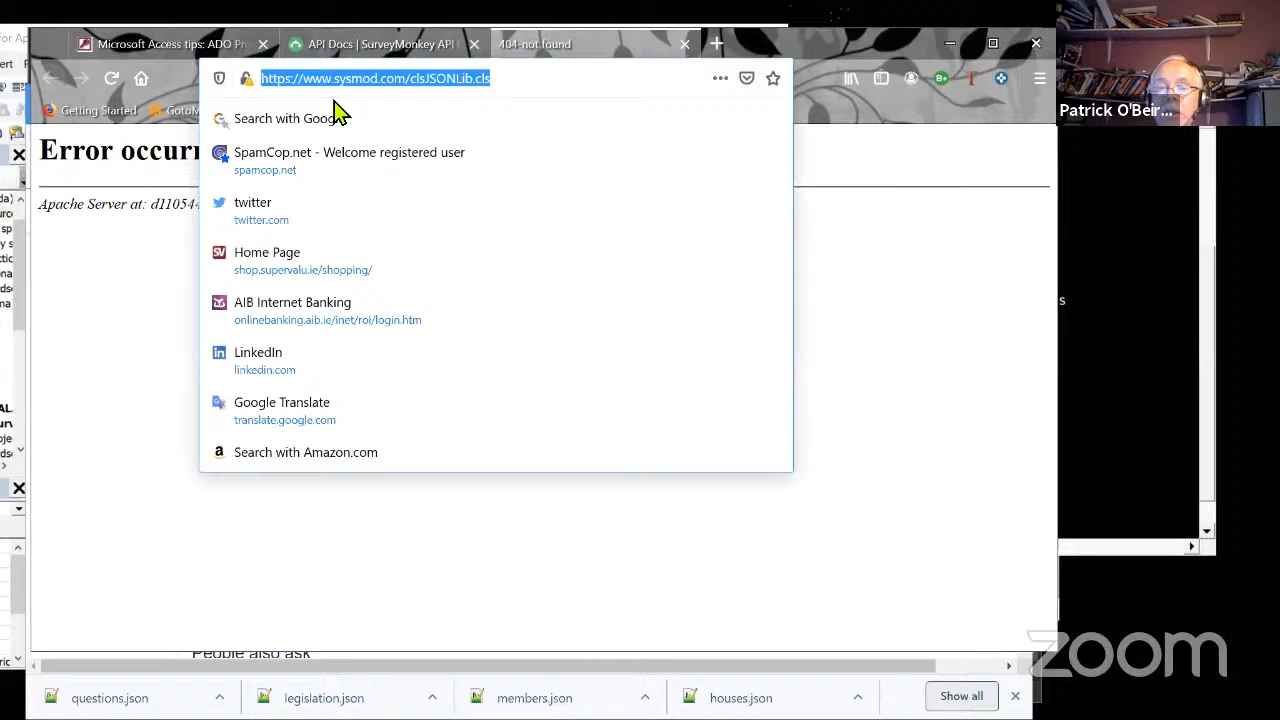 for Ap
Microsoft Access tips: ADO Pro
API Docs | SurveyMonkey API
404-not found
https://www.sysmod.com/clsJSONLib.cls
Getting Started
Search with Goog
SpamCop.net - Welcome registered user
spamcop.net
twitter
twitter.com
Home Page
shop.supervalu.ie/shopping/
AIB Internet Banking
onlinebanking.aib.ie/inet/roi/login.htm
LinkedIn
linkedin.com
Google Translate
translate.google.com
Search with Amazon.com
Error occurr
Apache Server at: d11054
People also ask
questions.json
legislation.json
members.json
houses.json
Show all
Patrick O'Beir...
zoom